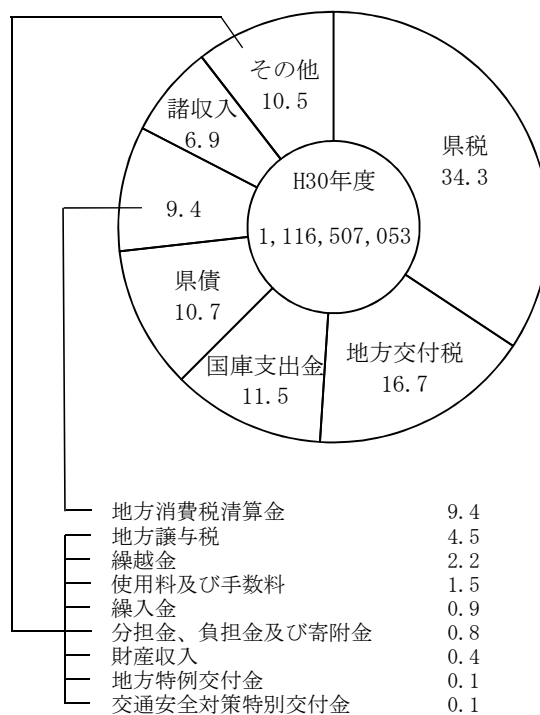 その他
10.5
諸収入
6.9
県税
34.3
H30年度
1,116,507,053
9.4
県債
10.7
地方交付税
16.7
国庫支出金
11.5
地方消費税清算金 9.4
地方譲与税 4.5
繰越金 2.2
使用料及び手数料 1.5
繰入金 0.9
分担金、負担金及び寄附金 0.8
財産収入 0.4
地方特例交付金 0.1
交通安全対策特別交付金 0.1